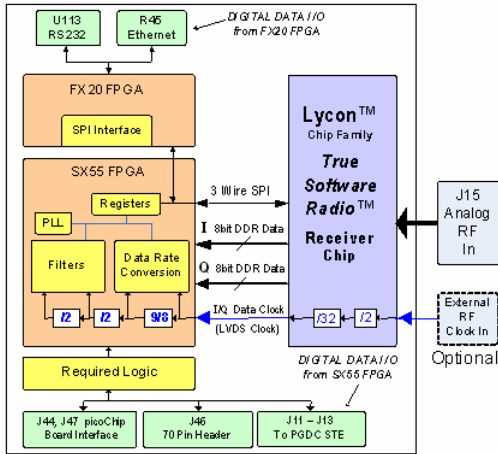 U113
RS232
R45
Ethernet
DIGITAL DATA I/O
from FX20 FPGA
FX20 FPGA
SPI Interface
Lycon™
Chip Family
True
Software
Radio™
Receiver
Chip
SX55 FPGA
Registers
PLL
Filters
Data Rate
Conversion
/2
/2
9/8
3 Wire SPI
I 8bit DDR Data
Q 8bit DDR Data
I/Q Data Clock
(LVDS Clock)
/32
/2
J15
Analog
RF
In
External
RF
Clock In
Optional
Required Logic
DIGITAL DATA I/O
from SX55 FPGA
J44, J47 picoChip
Board Interface
J46
70 Pin Header
J11 – J13
To PGDC STE